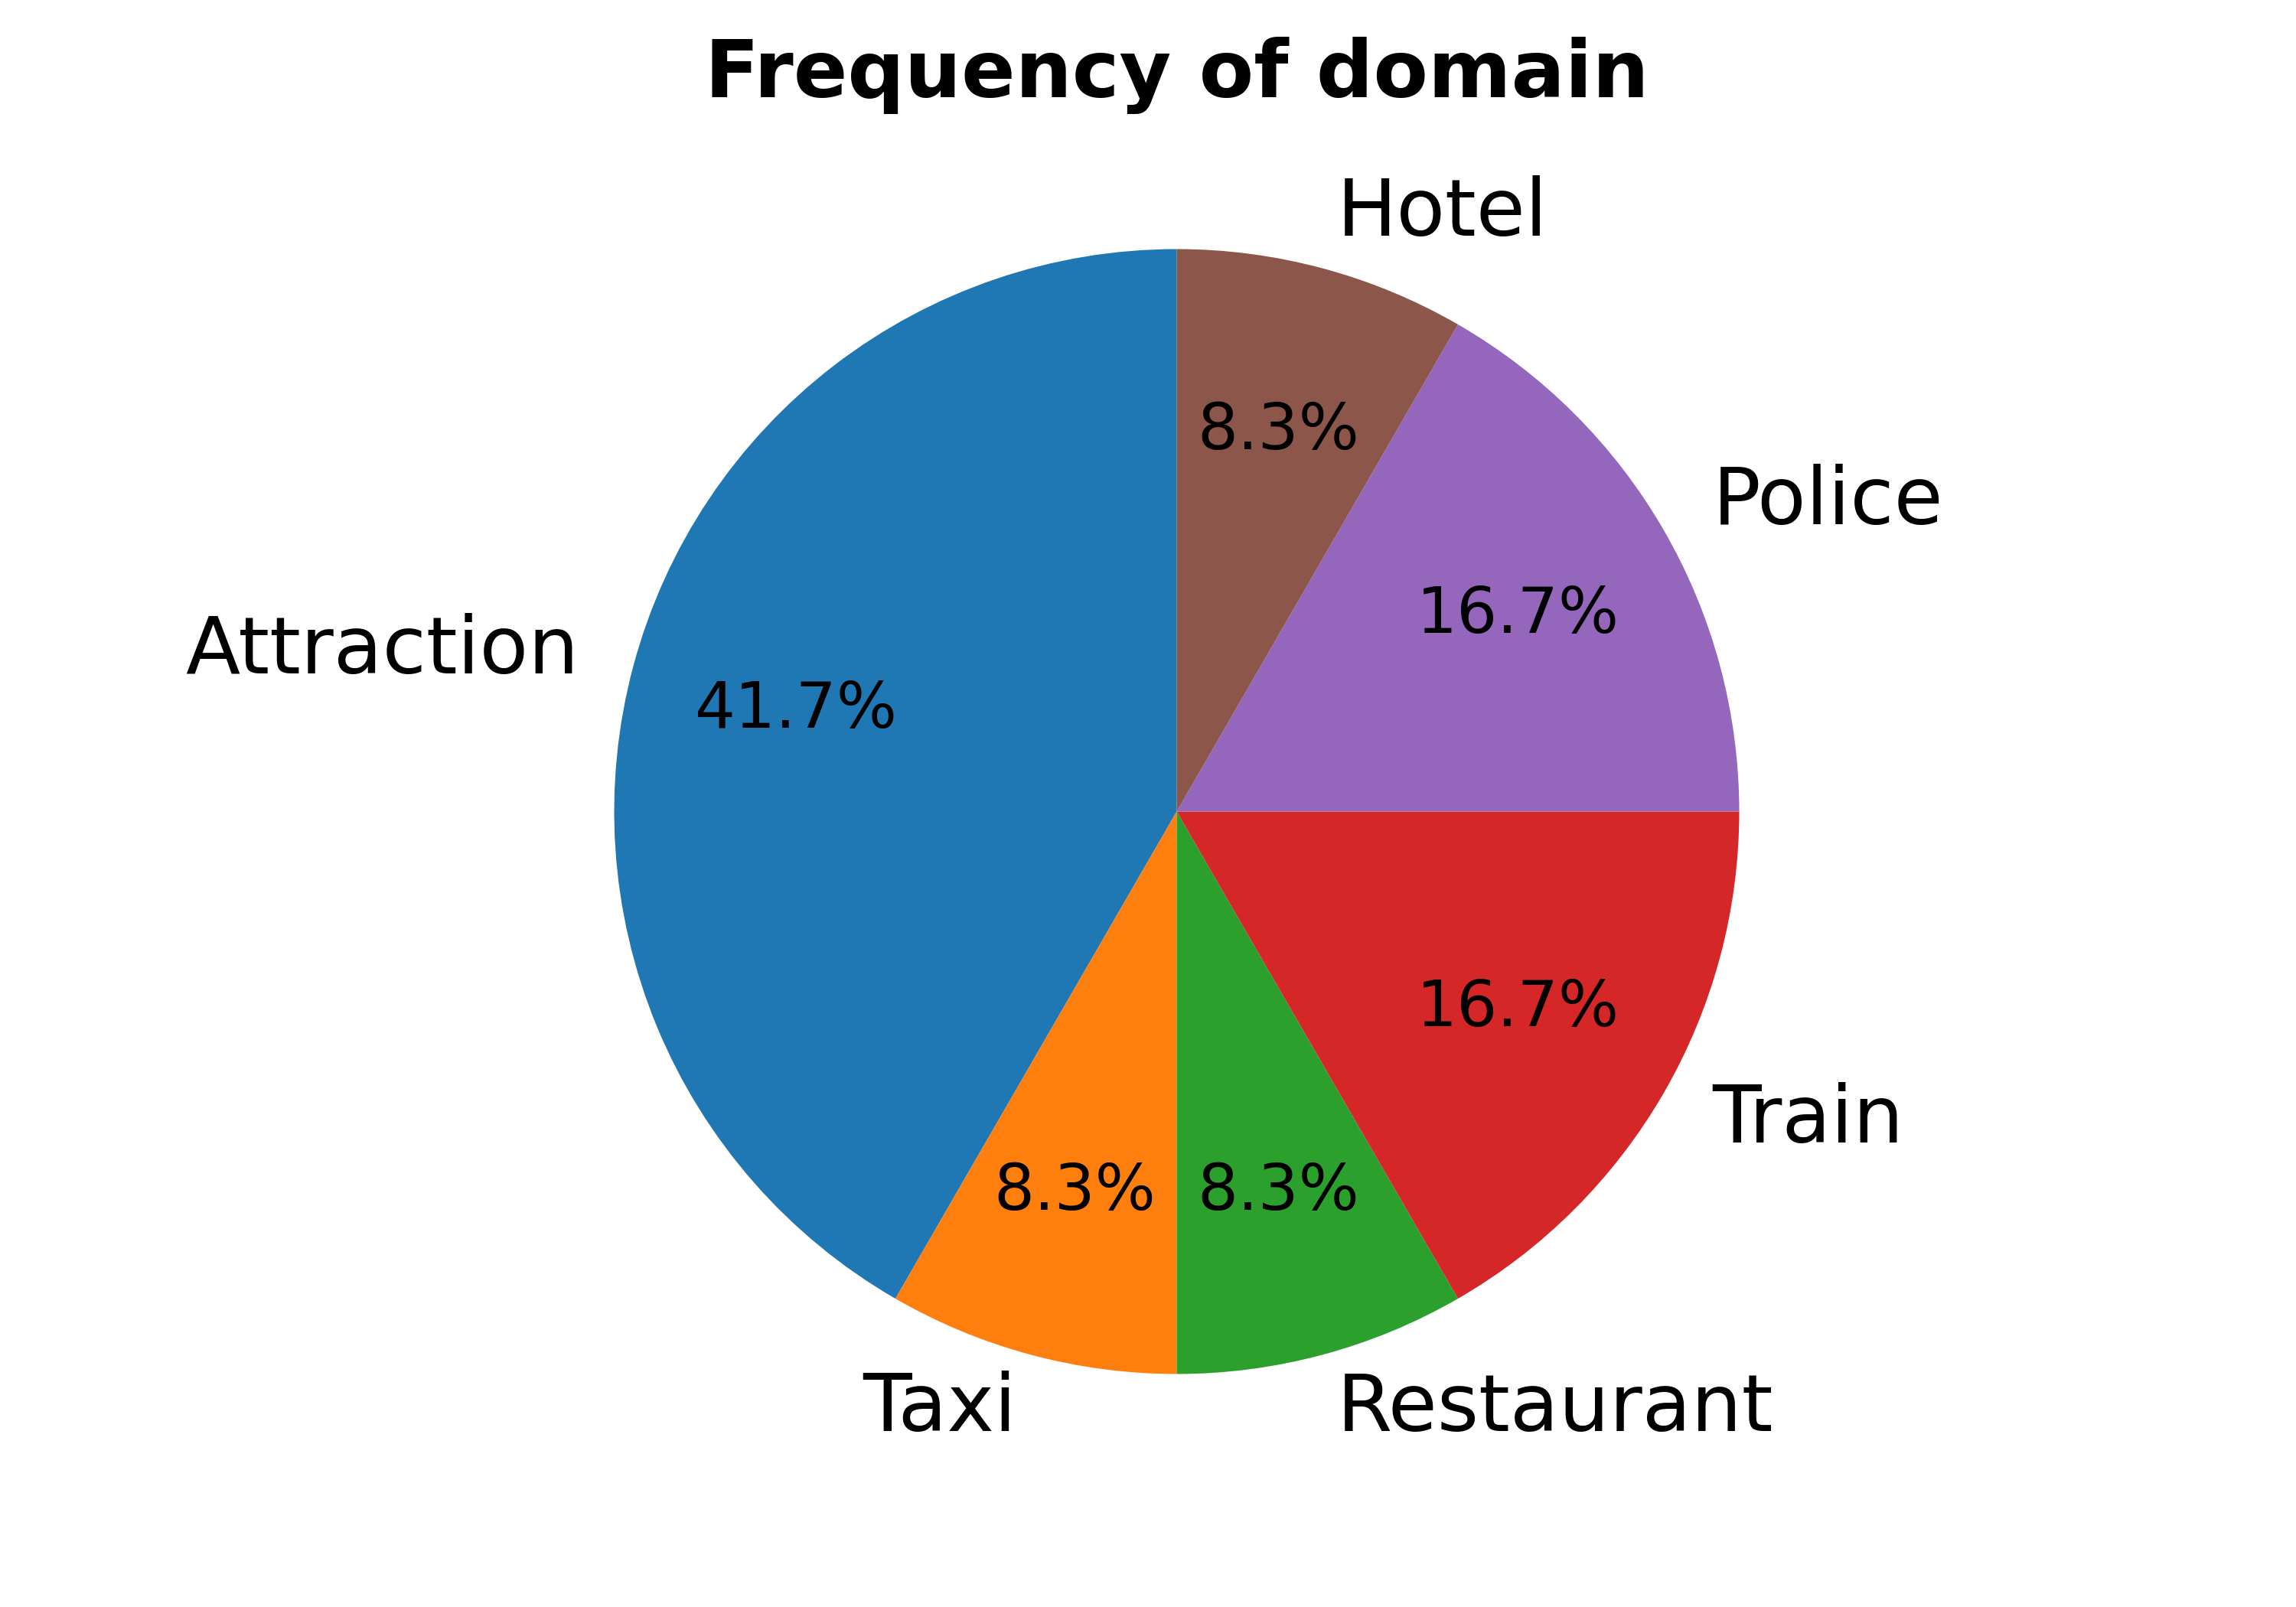 Frequency of domain
Hotel
8.3%
Police
16.7%
Attraction
41.7%
16.7%
Train
8.3%
8.3%
Taxi
Restaurant